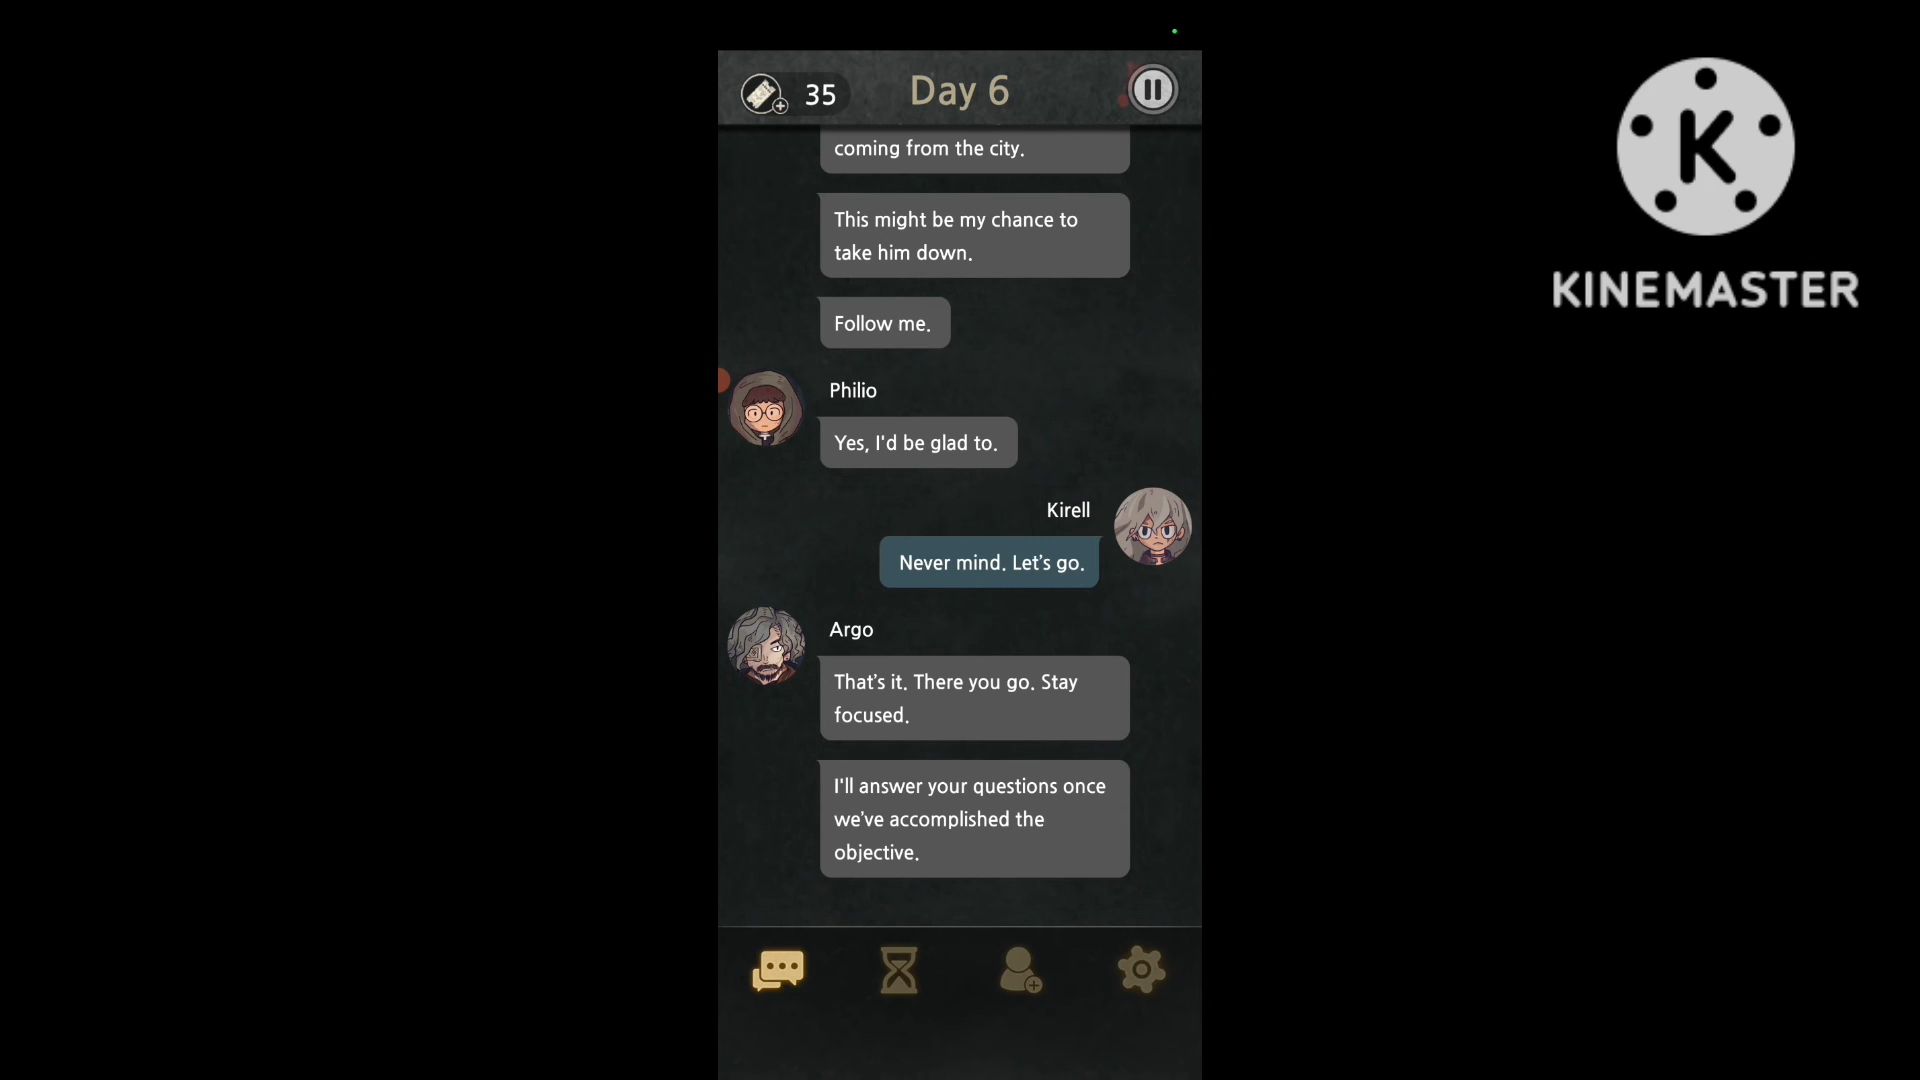 35
Day 6
coming from the city.
This might be my chance to
take him down.
Follow me.
Philio
Yes, I'd be glad to.
Kirell
Never mind. Let's go.
Argo
That's it. There you go. Stay
focused.
I'll answer your questions once
we've accomplished the
objective.
K
KINEMASTER